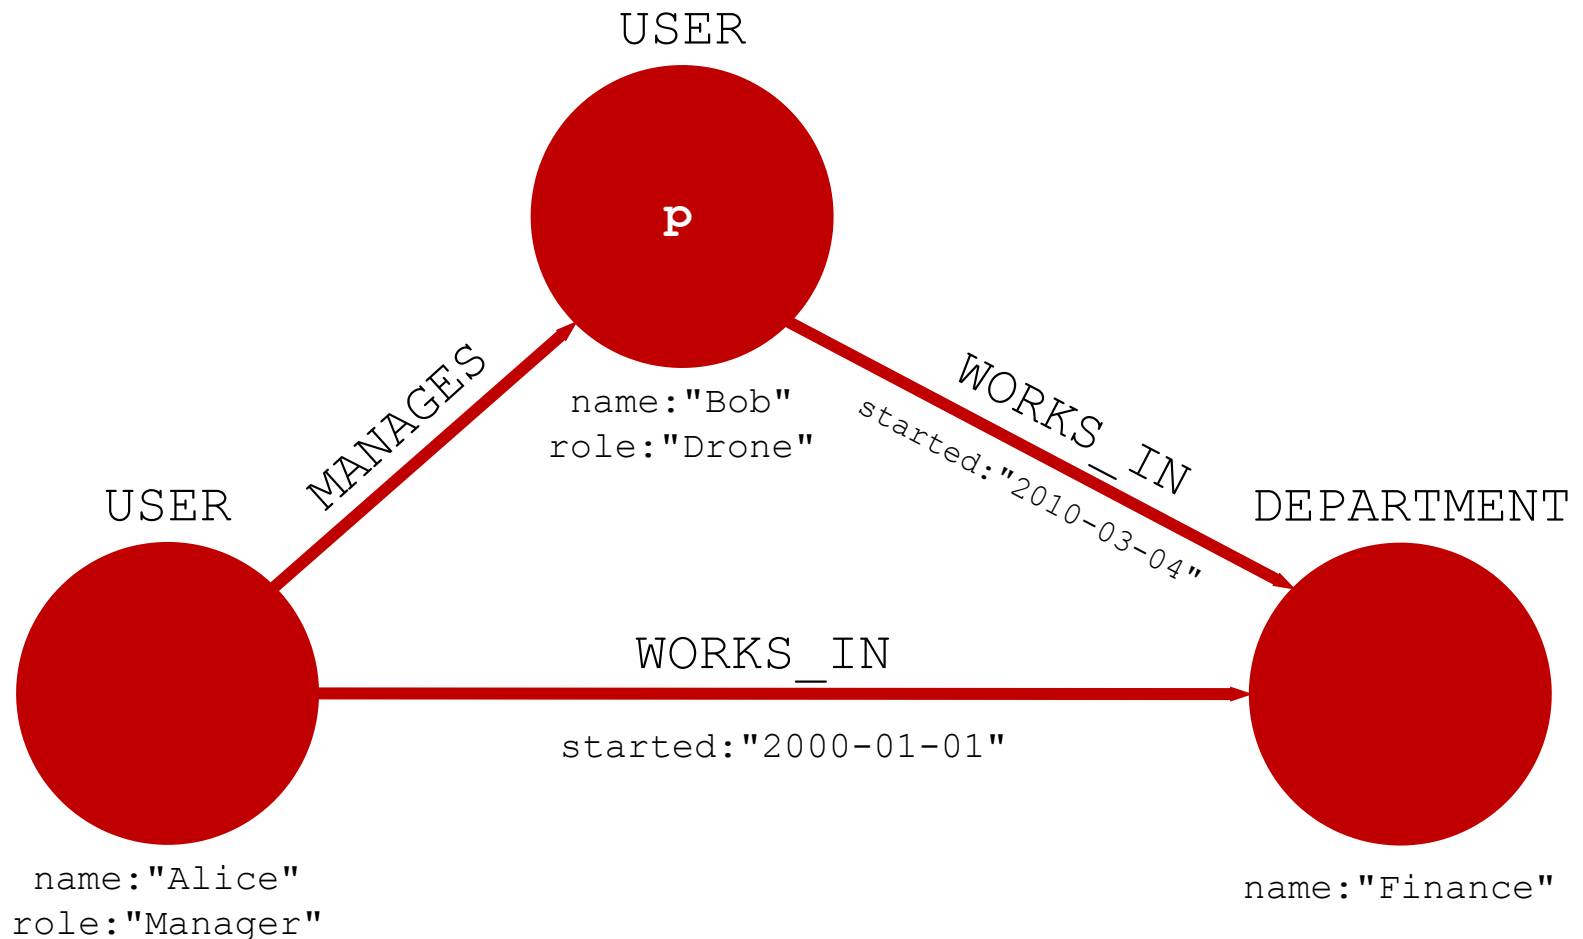 USER
p
name:"Bob"
role:"Drone"
MANAGES
WORKS_IN
started:"2010-03-04"
USER
DEPARTMENT
WORKS_IN
started:"2000-01-01"
name:"Alice"
role:"Manager"
name:"Finance"